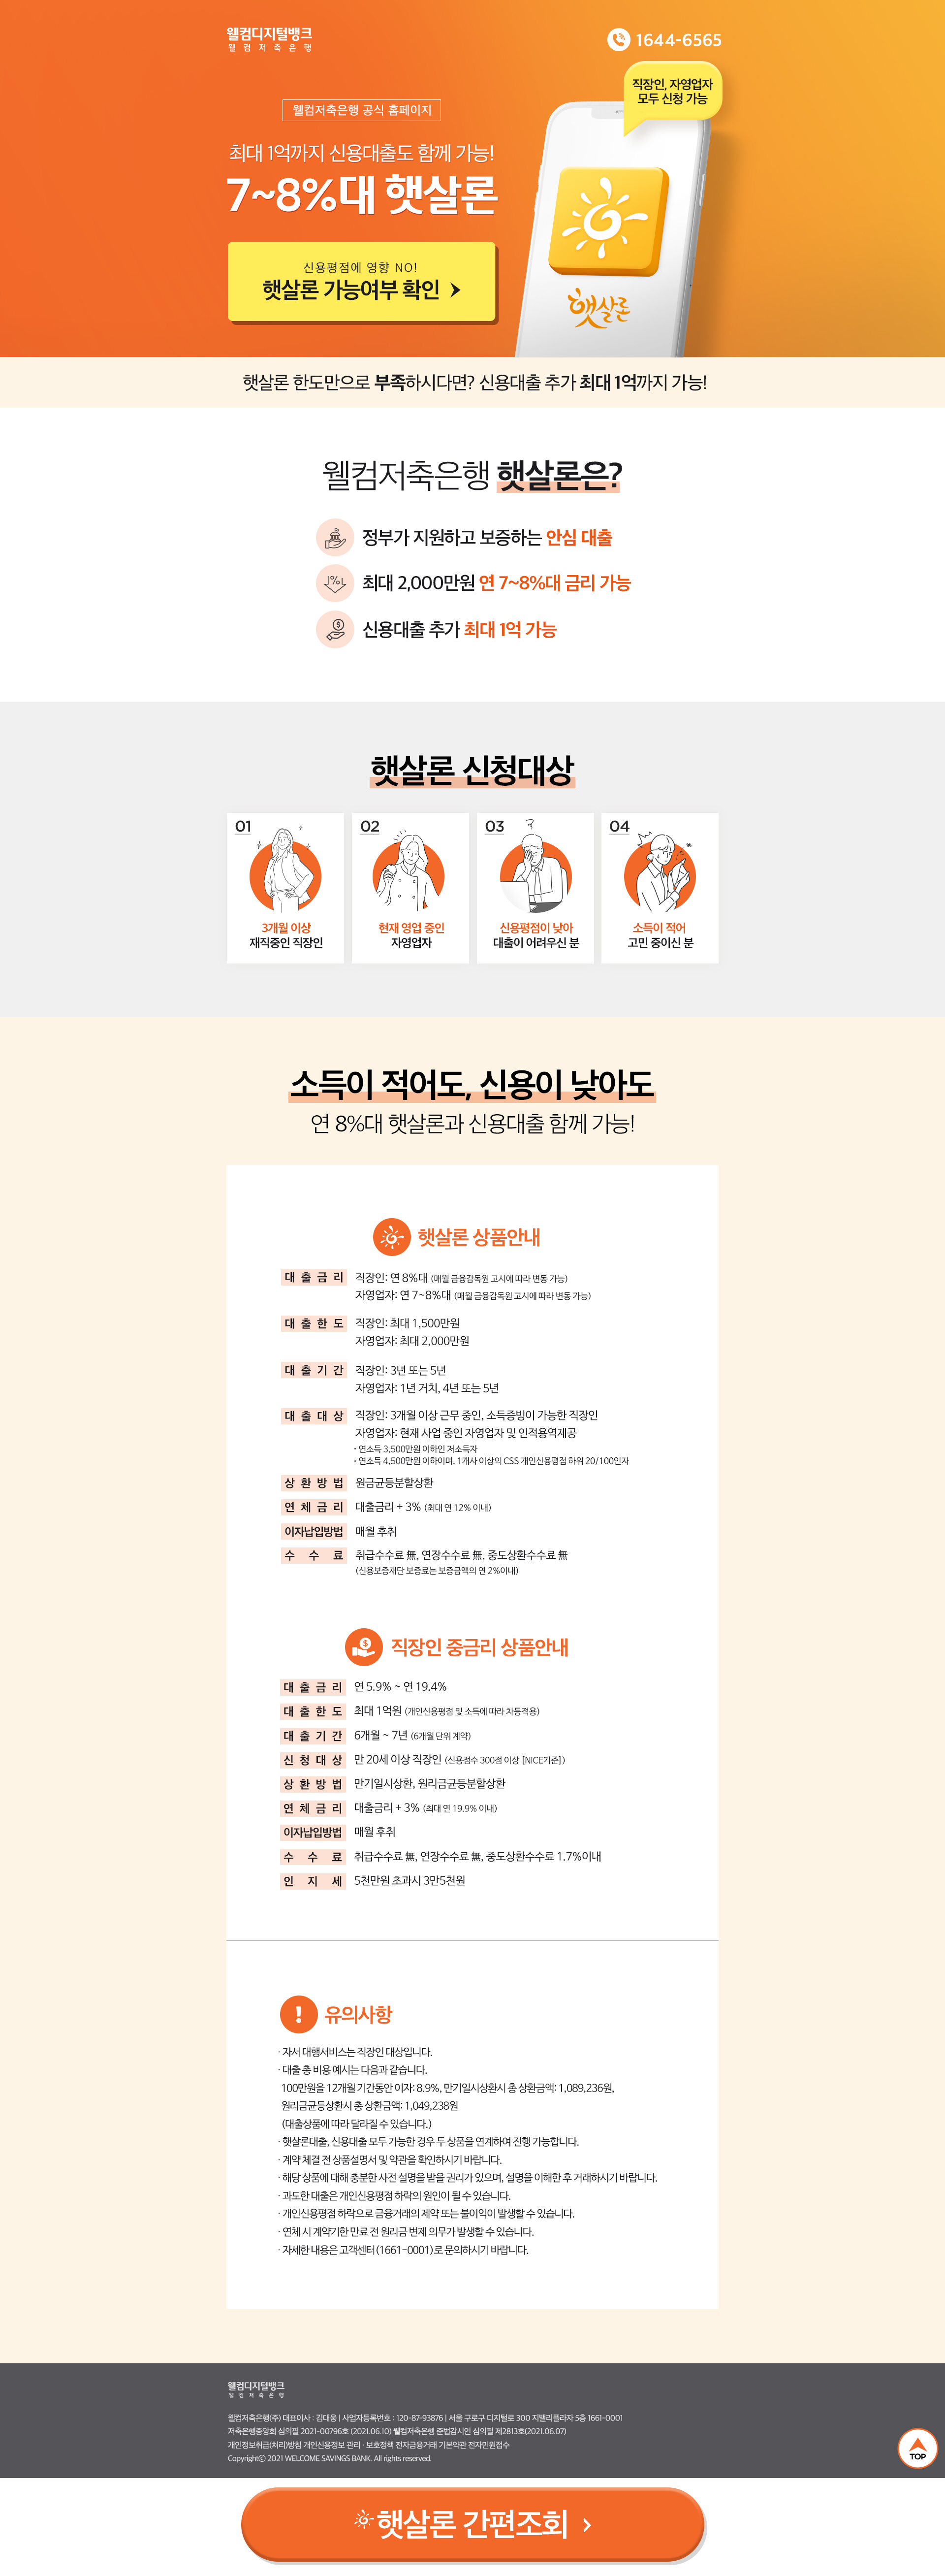 웰컴디지털뱅크
웰컴저축은행
1644-6565
직장인, 자영업자
모두 신청 가능
웰컴저축은행 공식 홈페이지
최대 1억까지 신용대출도 함께 가능!
7~8%대 햇살론
신용평점에 영향 NO!
햇살론 가능여부 확인
햇살론
햇살론 한도만으로 부족하시다면? 신용대출 추가 최대 1억까지 가능!
웰컴저축은행 햇살론은?
정부가 지원하고 보증하는 안심 대출
최대 2,000만원 연 7~8%대 금리 가능
신용대출 추가 최대 1억 가능
햇살론 신청대상
01
3개월 이상
재직중인 직장인
02
현재 영업 중인
자영업자
03
신용평점이 낮아
대출이 어려우신 분
04
소득이 적어
고민 중이신 분
소득이 적어도, 신용이 낮아도
연 8%대 햇살론과 신용대출 함께 가능!
햇살론 상품안내
대출금리 직장인: 연 8%대 (매월 금융감독원 고시에 따라 변동 가능)
자영업자: 연 7~8%대 (매월 금융감독원 고시에 따라 변동 가능)
대출한도 직장인: 최대 1,500만원
자영업자: 최대 2,000만원
대출기간 직장인: 3년 또는 5년
자영업자: 1년 거치, 4년 또는 5년
대출대상 직장인: 3개월 이상 근무 중인, 소득증빙이 가능한 직장인
자영업자: 현재 사업 중인 자영업자 및 인적용역제공
· 연소득 3,500만원 이하인 저소득자
· 연소득 4,500만원 이하이며, 1개사 이상의 CSS 개인신용평점 하위 20/100인자
상환방법 원금균등분할상환
연체금리 대출금리 + 3% (최대 연 12% 이내)
이자납입방법 매월 후취
수수료 취급수수료 無, 연장수수료 無, 중도상환수수료 無
(신용보증재단 보증료는 보증금액의 연 2%이내)
직장인 중금리 상품안내
대출금리 연 5.9% ~ 연 19.4%
대출한도 최대 1억원 (개인신용평점 및 소득에 따라 차등적용)
대출기간 6개월 ~ 7년 (6개월 단위 계약)
신청대상 만 20세 이상 직장인 (신용점수 300점 이상 [NICE기준])
상환방법 만기일시상환, 원리금균등분할상환
연체금리 대출금리 + 3% (최대 연 19.9% 이내)
이자납입방법 매월 후취
수수료 취급수수료 無, 연장수수료 無, 중도상환수수료 1.7%이내
인지세 5천만원 초과시 3만5천원
유의사항
· 자서 대행서비스는 직장인 대상입니다.
· 대출 총 비용 예시는 다음과 같습니다.
100만원을 12개월 기간동안 이자: 8.9%, 만기일시상환시 총 상환금액: 1,089,236원,
원리금균등상환시 총 상환금액: 1,049,238원
(대출상품에 따라 달라질 수 있습니다.)
· 햇살론대출, 신용대출 모두 가능한 경우 두 상품을 연계하여 진행 가능합니다.
· 계약 체결 전 상품설명서 및 약관을 확인하시기 바랍니다.
· 해당 상품에 대해 충분한 사전 설명을 받을 권리가 있으며, 설명을 이해한 후 거래하시기 바랍니다.
· 과도한 대출은 개인신용평점 하락의 원인이 될 수 있습니다.
· 개인신용평점 하락으로 금융거래의 제약 또는 불이익이 발생할 수 있습니다.
· 연체 시 계약기한 만료 전 원리금 변제 의무가 발생할 수 있습니다.
· 자세한 내용은 고객센터(1661-0001)로 문의하시기 바랍니다.
웰컴디지털뱅크
웰컴저축은행
웰컴저축은행(주) 대표이사 : 김대웅 | 사업자등록번호 : 120-87-93876 | 서울 구로구 디지털로 300 지밸리플라자 5층 1661-0001
저축은행중앙회 심의필 2021-00796호 (2021.06.10) 웰컴저축은행 준법감시인 심의필 제2813호(2021.06.07)
개인정보취급(처리)방침 개인신용정보 관리 · 보호정책 전자금융거래 기본약관 전자민원접수
Copyrightⓒ 2021 WELCOME SAVINGS BANK. All rights reserved.
TOP
햇살론 간편조회